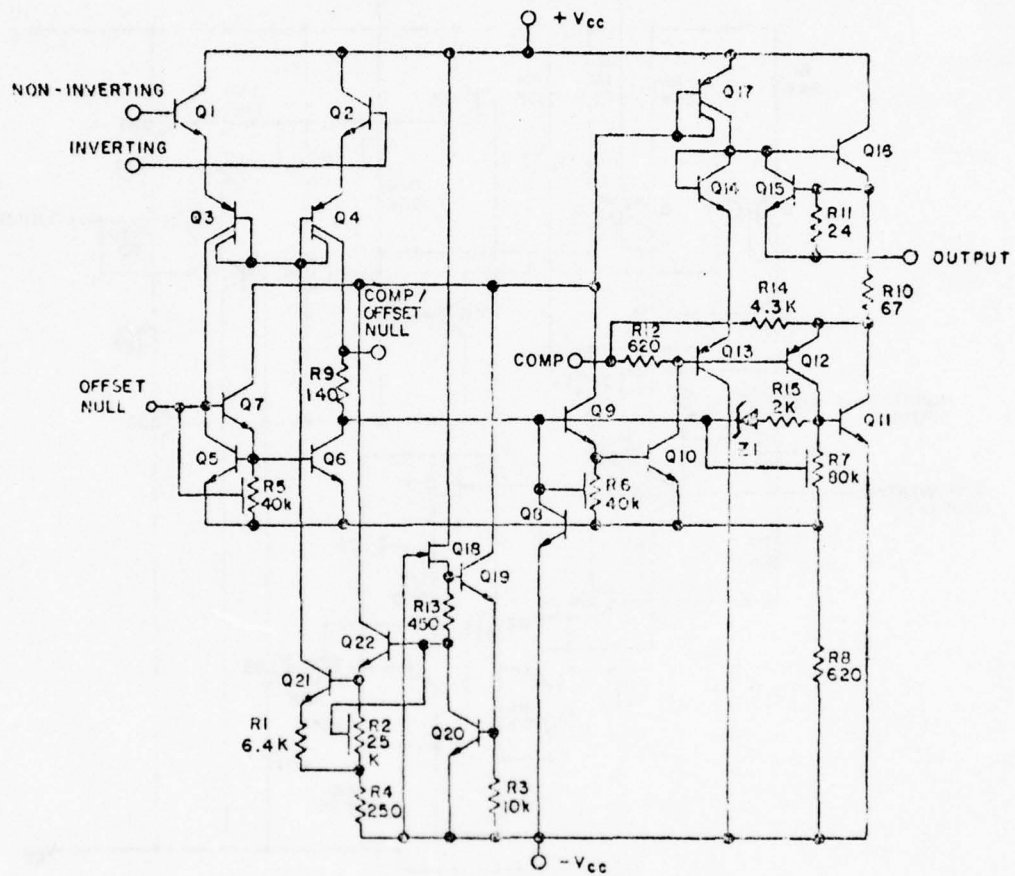 + Vcc
NON-INVERTING
INVERTING
Q1
Q2
Q17
Q16
Q14
Q15
R11
24
OUTPUT
Q3
Q4
R10
67
COMP/
OFFSET
NULL
R14
4.3K
COMP
R12
620
Q13
Q12
R9
140
OFFSET
NULL
Q7
Q9
R15
2K
Z1
Q11
Q5
Q6
Q10
R5
40k
R6
40k
R7
80k
Q8
Q18
Q19
R13
450
Q22
Q21
R8
620
R1
6.4K
R2
25
K
Q20
R4
250
R3
10k
-Vcc